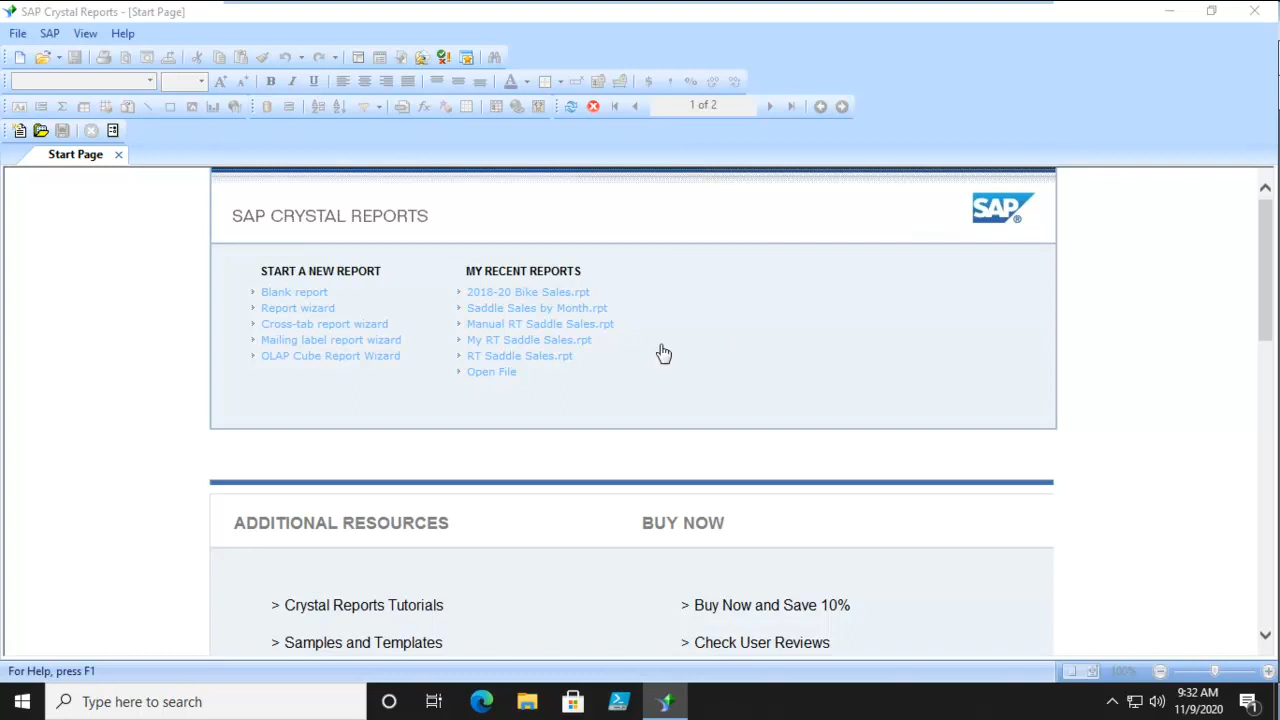 SAP Crystal Reports - [Start Page]
File SAP View Help
A A B I U A $ , %
Aa Σ fx 1 of 2
Start Page
SAP CRYSTAL REPORTS SAP®
START A NEW REPORT
Blank report
Report wizard
Cross-tab report wizard
Mailing label report wizard
OLAP Cube Report Wizard
MY RECENT REPORTS
2018-20 Bike Sales.rpt
Saddle Sales by Month.rpt
Manual RT Saddle Sales.rpt
My RT Saddle Sales.rpt
RT Saddle Sales.rpt
Open File
ADDITIONAL RESOURCES
> Crystal Reports Tutorials
> Samples and Templates
BUY NOW
> Buy Now and Save 10%
> Check User Reviews
For Help, press F1 100%
Type here to search
9:32 AM
11/9/2020
1